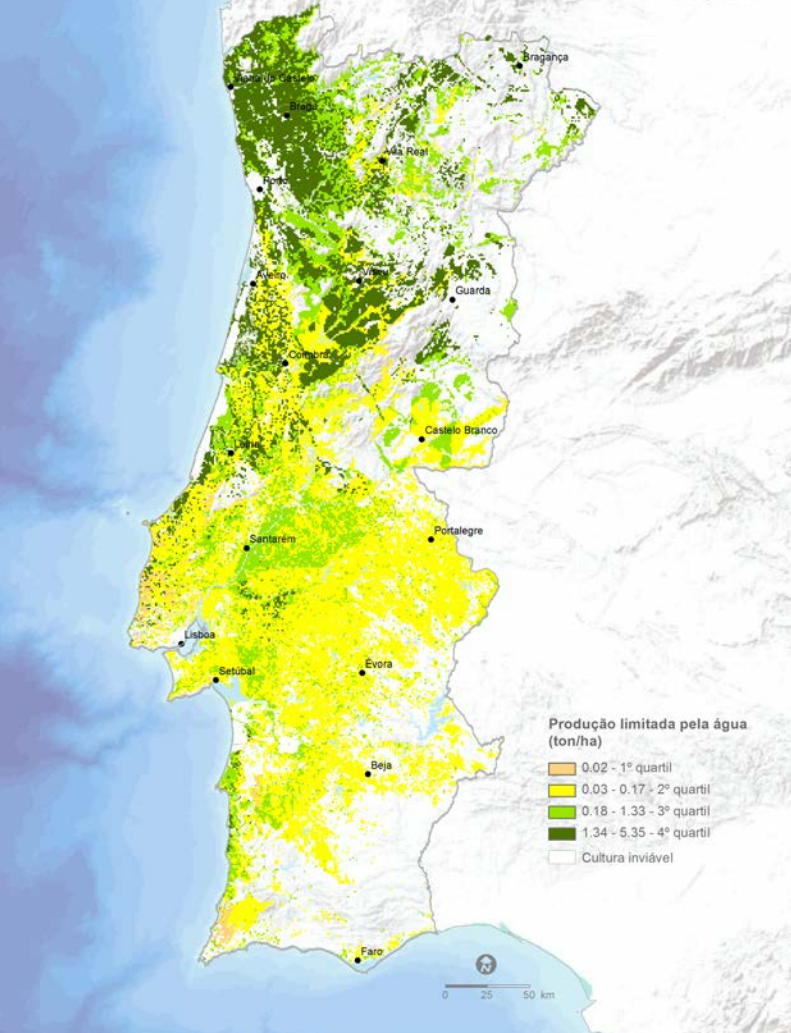 Bragança
Viana do Castelo
Braga
Vila Real
Porto
Aveiro
Viseu
Guarda
Coimbra
Castelo Branco
Leiria
Portalegre
Santarém
Lisboa
Évora
Setúbal
Beja
Faro
Produção limitada pela água
(ton/ha)
0.02 - 1º quartil
0.03 - 0.17 - 2º quartil
0.18 - 1.33 - 3º quartil
1.34 - 5.35 - 4º quartil
Cultura inviável
N
0 25 50 km